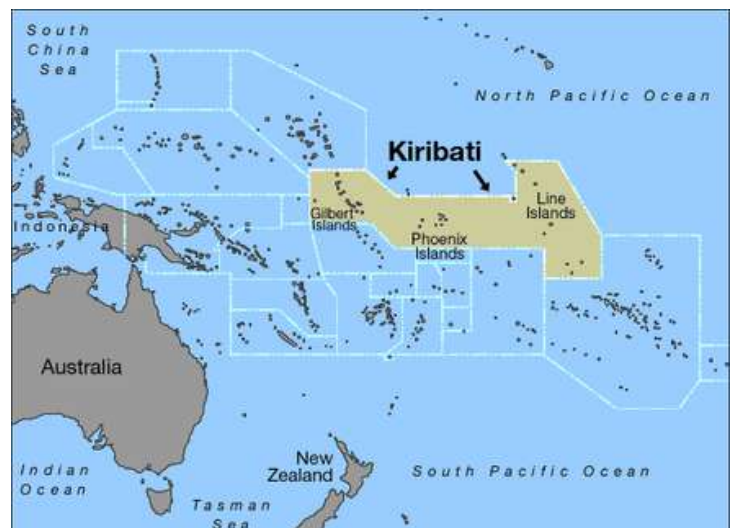 South
China
Sea
North Pacific Ocean
Kiribati
Line
Islands
Gilbert
Islands
Indonesia
Phoenix
Islands
Australia
New
Zealand
South Pacific Ocean
Indian
Ocean
Tasman
Sea